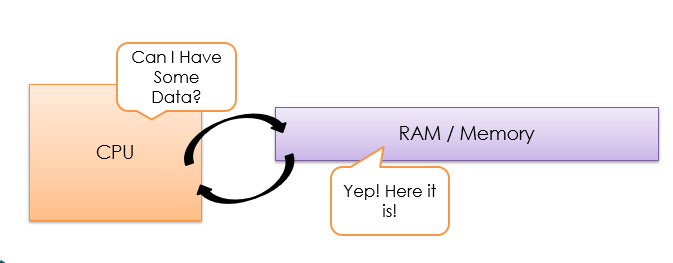 Can I Have
Some
Data?
CPU
RAM / Memory
Yep! Here it
is!